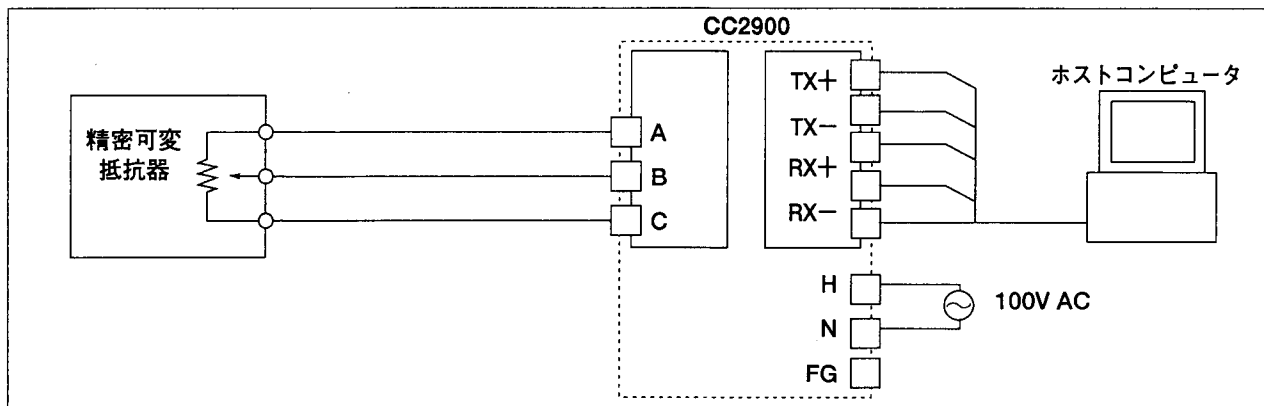 CC2900
精密可変
抵抗器
A
B
C
TX+
TX−
RX+
RX−
ホストコンピュータ
H
N
FG
100V AC